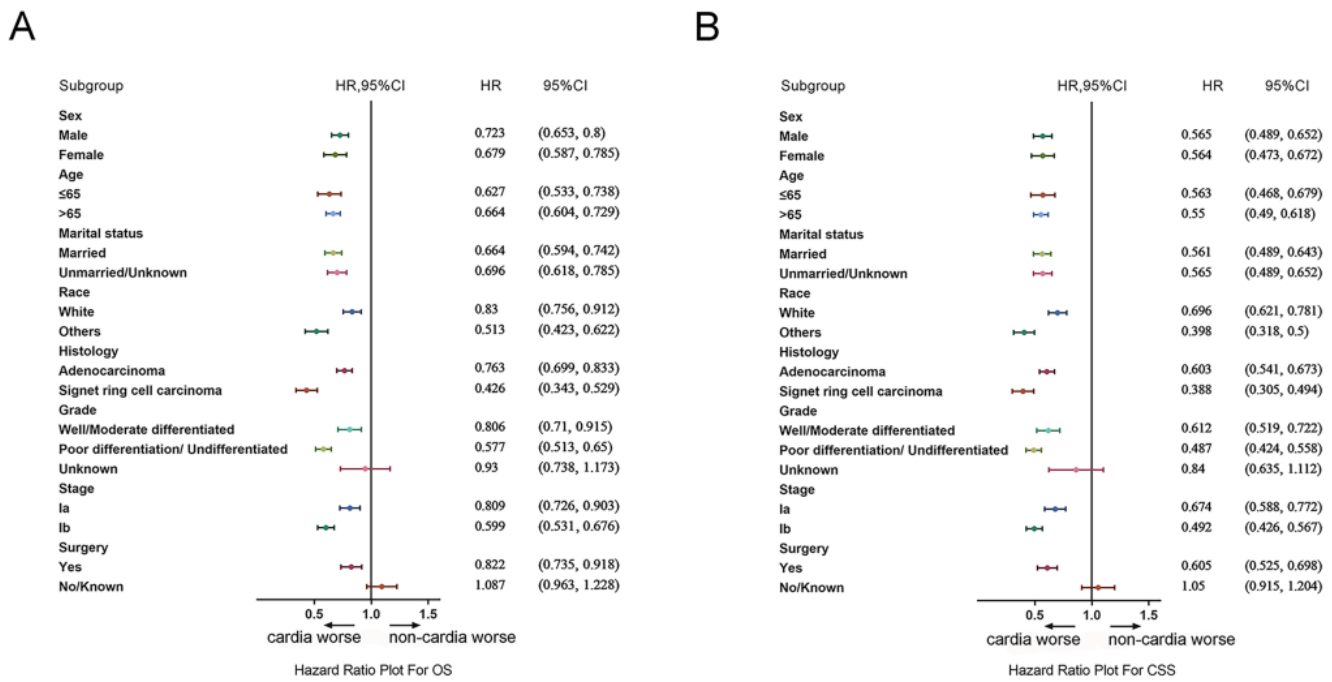 A
Subgroup HR,95%CI HR 95%CI
Sex
Male 0.723 (0.653, 0.8)
Female 0.679 (0.587, 0.785)
Age
≤65 0.627 (0.533, 0.738)
>65 0.664 (0.604, 0.729)
Marital status
Married 0.664 (0.594, 0.742)
Unmarried/Unknown 0.696 (0.618, 0.785)
Race
White 0.83 (0.756, 0.912)
Others 0.513 (0.423, 0.622)
Histology
Adenocarcinoma 0.763 (0.699, 0.833)
Signet ring cell carcinoma 0.426 (0.343, 0.529)
Grade
Well/Moderate differentiated 0.806 (0.71, 0.915)
Poor differentiation/ Undifferentiated 0.577 (0.513, 0.65)
Unknown 0.93 (0.738, 1.173)
Stage
Ia 0.809 (0.726, 0.903)
Ib 0.599 (0.531, 0.676)
Surgery
Yes 0.822 (0.735, 0.918)
No/Known 1.087 (0.963, 1.228)
0.5 1.0 1.5
cardia worse non-cardia worse
Hazard Ratio Plot For OS
B
Subgroup HR,95%CI HR 95%CI
Sex
Male 0.565 (0.489, 0.652)
Female 0.564 (0.473, 0.672)
Age
≤65 0.563 (0.468, 0.679)
>65 0.55 (0.49, 0.618)
Marital status
Married 0.561 (0.489, 0.643)
Unmarried/Unknown 0.565 (0.489, 0.652)
Race
White 0.696 (0.621, 0.781)
Others 0.398 (0.318, 0.5)
Histology
Adenocarcinoma 0.603 (0.541, 0.673)
Signet ring cell carcinoma 0.388 (0.305, 0.494)
Grade
Well/Moderate differentiated 0.612 (0.519, 0.722)
Poor differentiation/ Undifferentiated 0.487 (0.424, 0.558)
Unknown 0.84 (0.635, 1.112)
Stage
Ia 0.674 (0.588, 0.772)
Ib 0.492 (0.426, 0.567)
Surgery
Yes 0.605 (0.525, 0.698)
No/Known 1.05 (0.915, 1.204)
0.5 1.0 1.5
cardia worse non-cardia worse
Hazard Ratio Plot For CSS